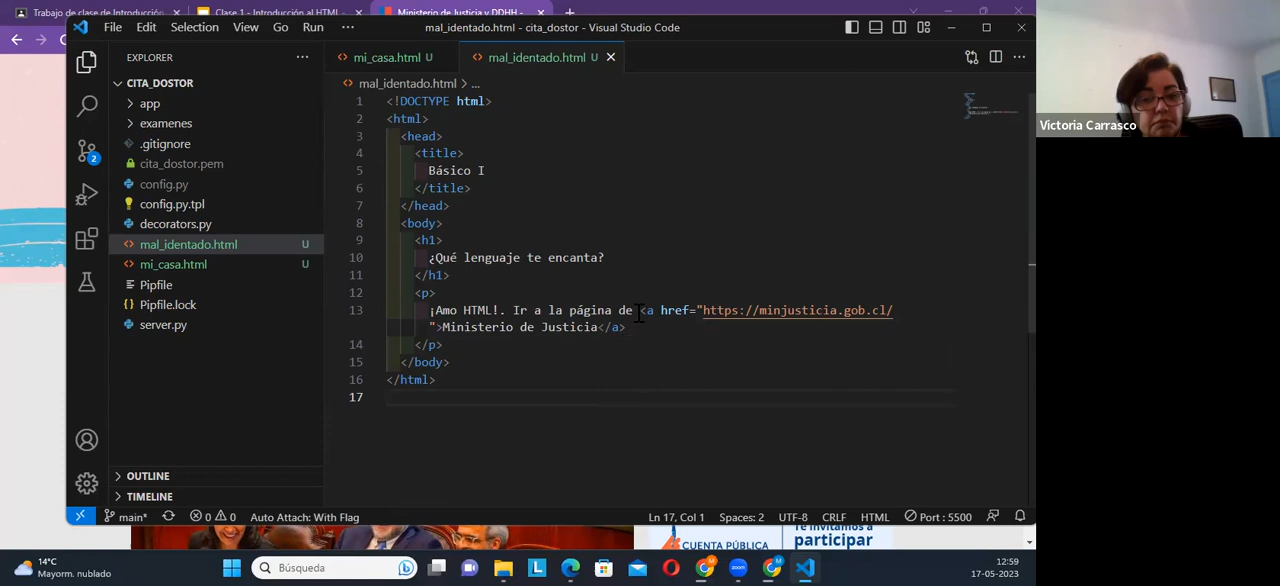 Trabajo de clase de Introducción
Clase 1 - Introducción al HTML -
Ministerio de Justicia y DDHH -
File Edit Selection View Go Run ···
mal_identado.html - cita_dostor - Visual Studio Code
EXPLORER
CITA_DOSTOR
app
examenes
.gitignore
cita_dostor.pem
config.py
config.py.tpl
decorators.py
mal_identado.html U
mi_casa.html U
Pipfile
Pipfile.lock
server.py
OUTLINE
TIMELINE
mi_casa.html U
mal_identado.html U
mal_identado.html > ...
1 <!DOCTYPE html>
2 <html>
3 <head>
4 <title>
5 Básico I
6 </title>
7 </head>
8 <body>
9 <h1>
10 ¿Qué lenguaje te encanta?
11 </h1>
12 <p>
13 ¡Amo HTML!. Ir a la página de <a href="https://minjusticia.gob.cl/
">Ministerio de Justicia</a>
14 </p>
15 </body>
16 </html>
17
2
main* 0 0 Auto Attach: With Flag
Ln 17, Col 1 Spaces: 2 UTF-8 CRLF HTML Port : 5500
CUENTA PÚBLICA
Te invitamos a
participar
14°C
Mayorm. nublado
Búsqueda
12:59
17-05-2023
Victoria Carrasco